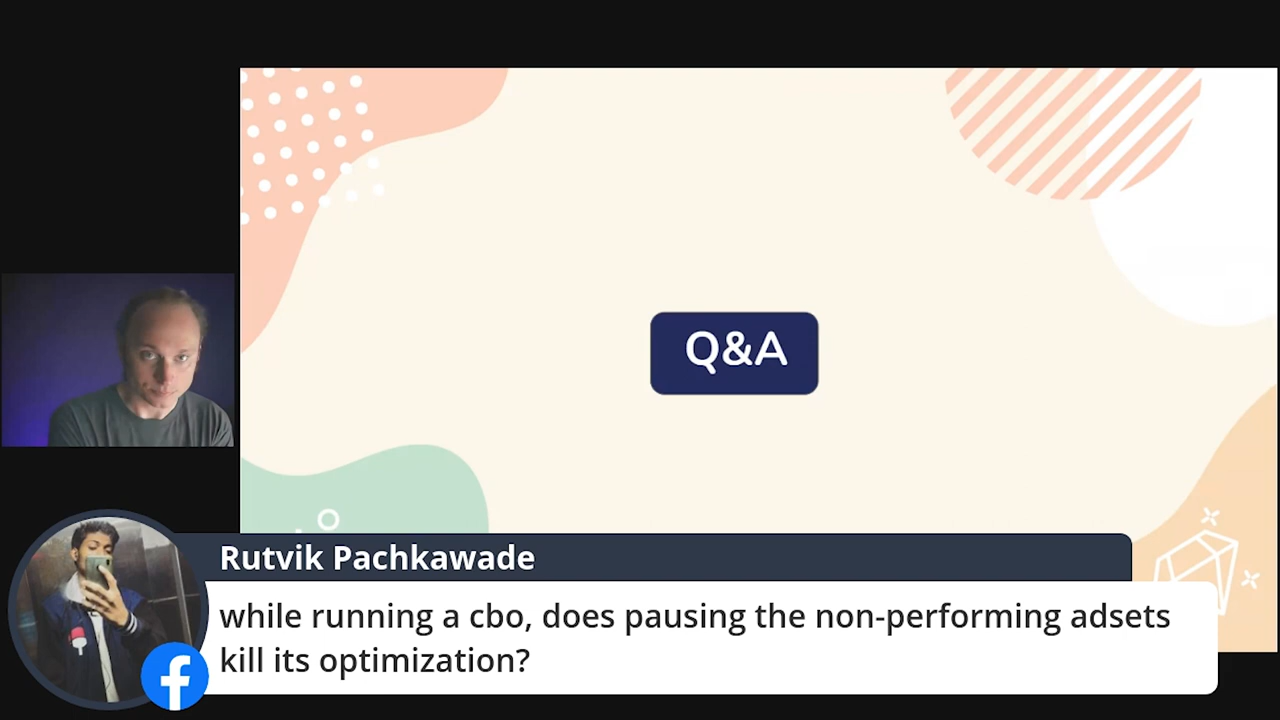 Q&A
Rutvik Pachkawade
while running a cbo, does pausing the non-performing adsets
kill its optimization?